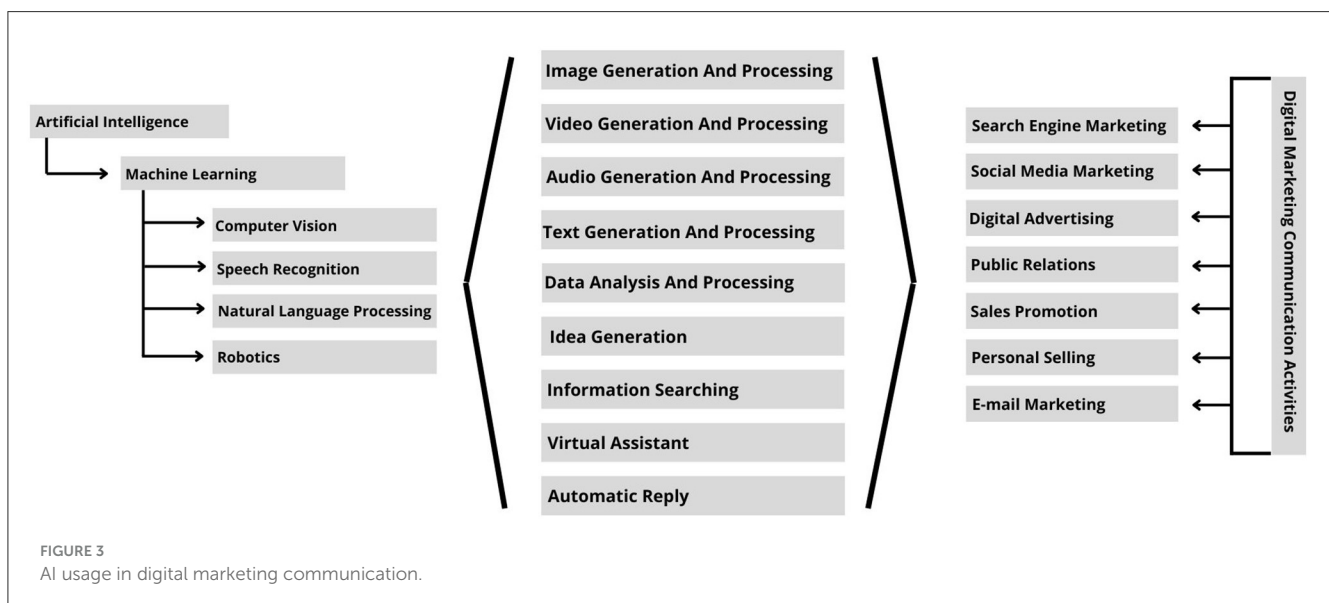 Artificial Intelligence
Machine Learning
Computer Vision
Speech Recognition
Natural Language Processing
Robotics
Image Generation And Processing
Video Generation And Processing
Audio Generation And Processing
Text Generation And Processing
Data Analysis And Processing
Idea Generation
Information Searching
Virtual Assistant
Automatic Reply
Search Engine Marketing
Social Media Marketing
Digital Advertising
Public Relations
Sales Promotion
Personal Selling
E-mail Marketing
Digital Marketing Communication Activities
FIGURE 3
AI usage in digital marketing communication.